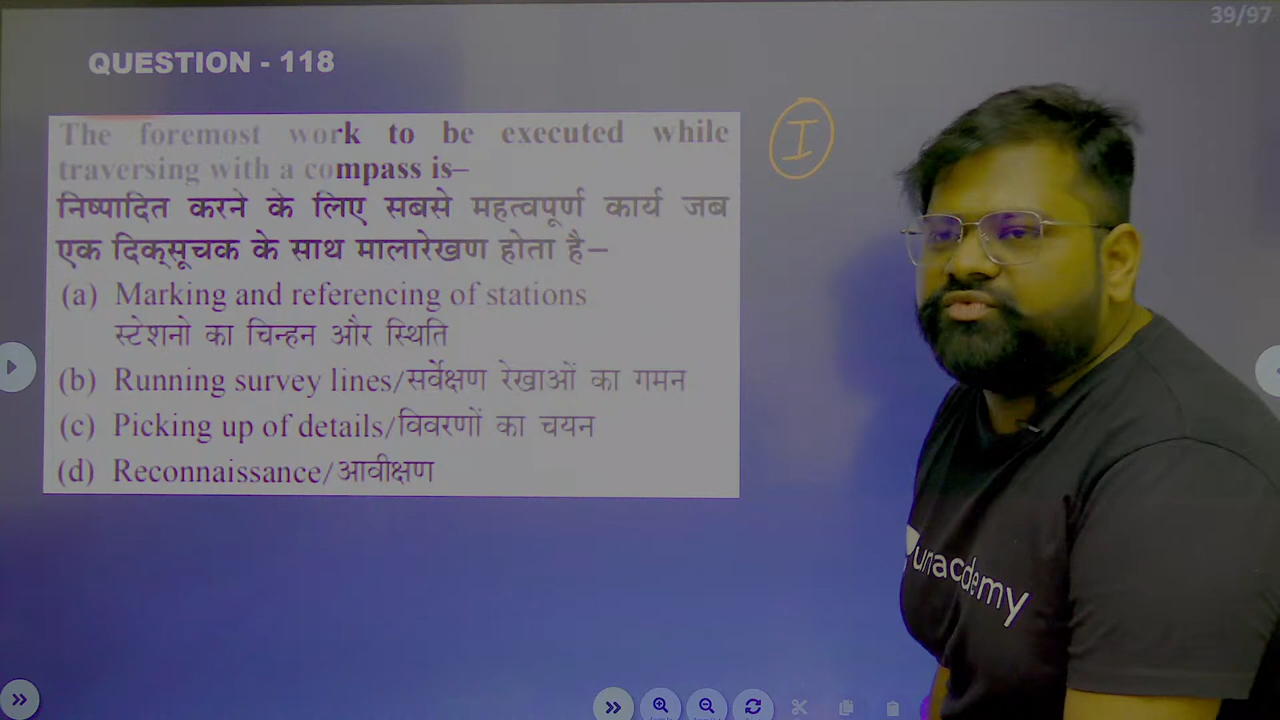 39/97
QUESTION - 118
I
The foremost work to be executed while
traversing with a compass is–
निष्पादित करने के लिए सबसे महत्वपूर्ण कार्य जब
एक दिक्‌सूचक के साथ मालारेखण होता है–
(a) Marking and referencing of stations
स्टेशनो का चिन्हन और स्थिति
(b) Running survey lines/सर्वेक्षण रेखाओं का गमन
(c) Picking up of details/विवरणों का चयन
(d) Reconnaissance/आवीक्षण
unacdemy